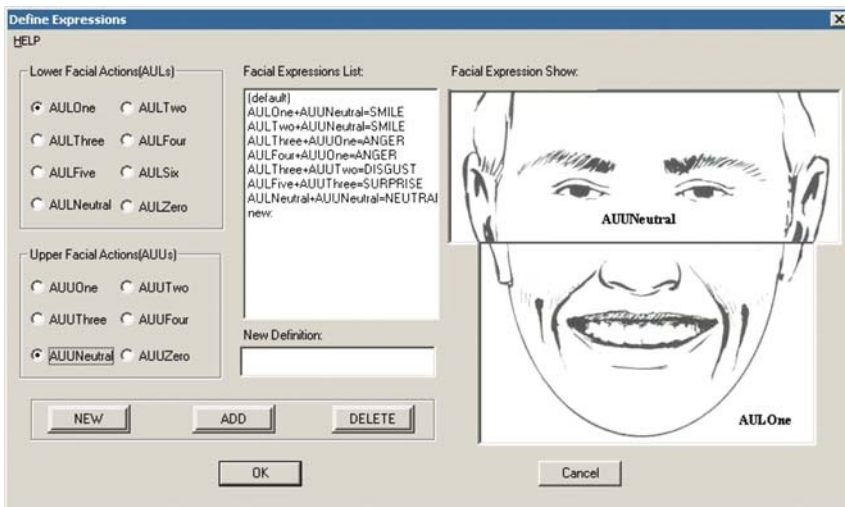 Define Expressions
HELP
Lower Facial Actions(AULs)
AULOne AULTwo
AULThree AULFour
AULFive AULSix
AULNeutral AULZero
Upper Facial Actions(AUUs)
AUUOne AUUTwo
AUUThree AUUFour
AUUNeutral AUUZero
Facial Expressions List:
(default)
AULOne+AUUNeutral=SMILE
AULTwo+AUUNeutral=SMILE
AULThree+AUUOne=ANGER
AULFour+AUUOne=ANGER
AULThree+AUUTwo=DISGUST
AULFive+AUUThree=SURPRISE
AULNeutral+AUUNeutral=NEUTRAL
new:
New Definition:
Facial Expression Show:
AUUNeutral
AULOne
NEW ADD DELETE
OK Cancel